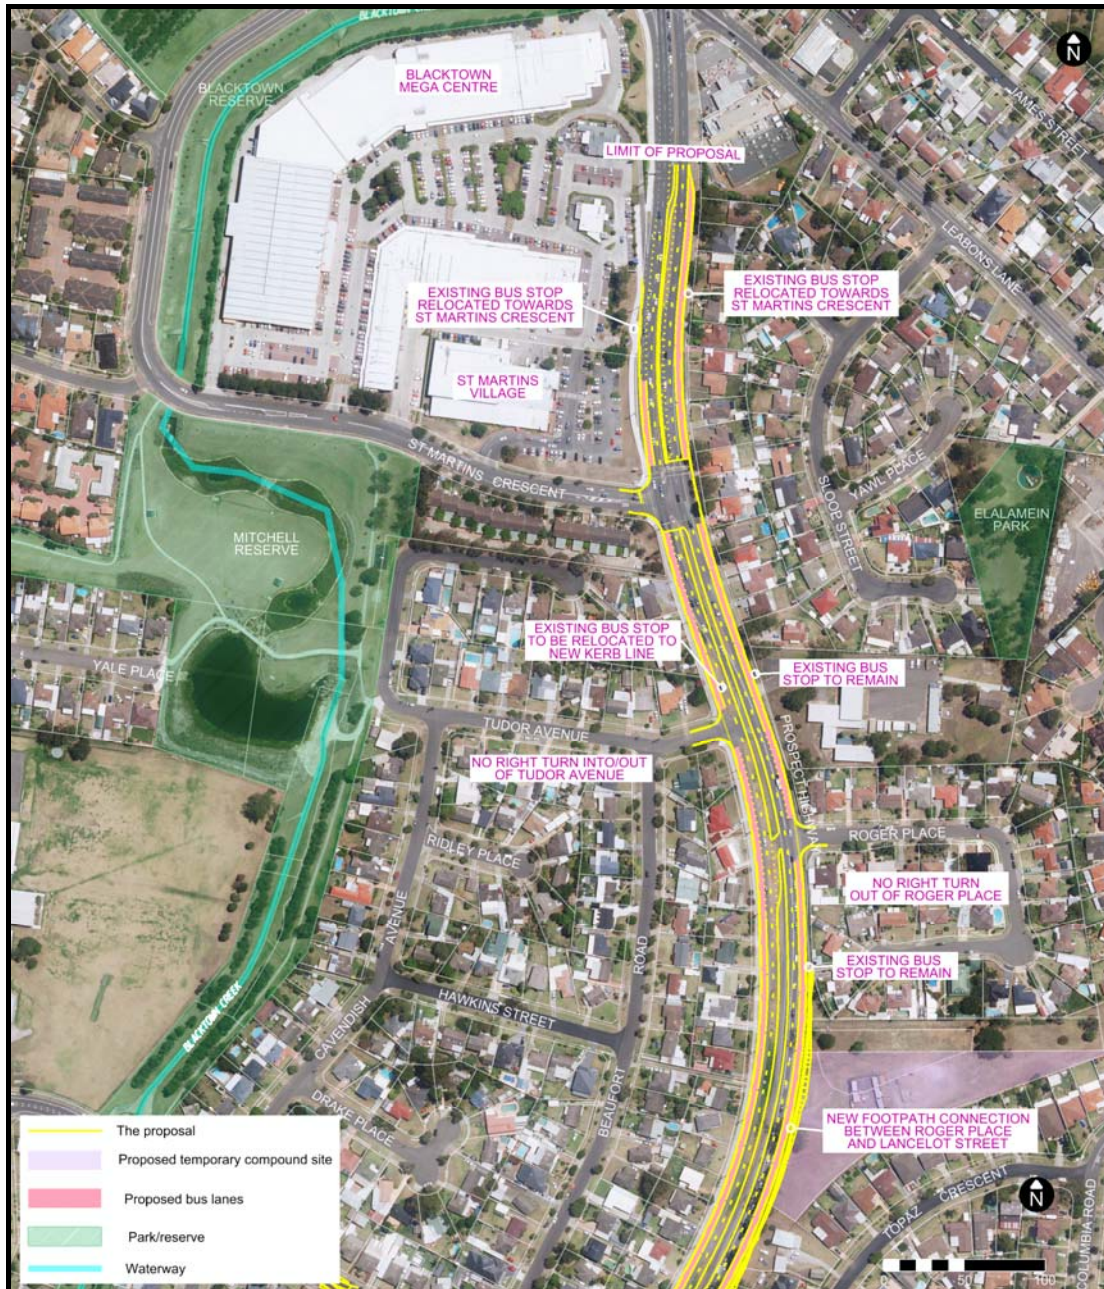 BLACKTOWN
BLACKTOWN
MEGA CENTRE
N
BLACKTOWN
RESERVE
JAMES STREET
LIMIT OF PROPOSAL
LEABONS LANE
EXISTING BUS STOP
RELOCATED TOWARDS
ST MARTINS CRESCENT
EXISTING BUS STOP
RELOCATED TOWARDS
ST MARTINS CRESCENT
ST MARTINS
VILLAGE
ST MARTINS CRESCENT
YAWL PLACE
SLOOP STREET
ELALAMEIN
PARK
MITCHELL
RESERVE
EXISTING BUS STOP
TO BE RELOCATED TO
NEW KERB LINE
EXISTING BUS
STOP TO REMAIN
YALE PLACE
TUDOR AVENUE
PROSPECT HIGHWAY
NO RIGHT TURN INTO/OUT
OF TUDOR AVENUE
ROGER PLACE
RIDLEY PLACE
NO RIGHT TURN
OUT OF ROGER PLACE
CAVENDISH AVENUE
BEAUFORT ROAD
EXISTING BUS
STOP TO REMAIN
HAWKINS STREET
BLACKTOWN CREEK
DRAKE PLACE
NEW FOOTPATH CONNECTION
BETWEEN ROGER PLACE
AND LANCELOT STREET
TOPAZ CRESCENT
COLUMBIA ROAD
N
0 50 100
The proposal
Proposed temporary compound site
Proposed bus lanes
Park/reserve
Waterway